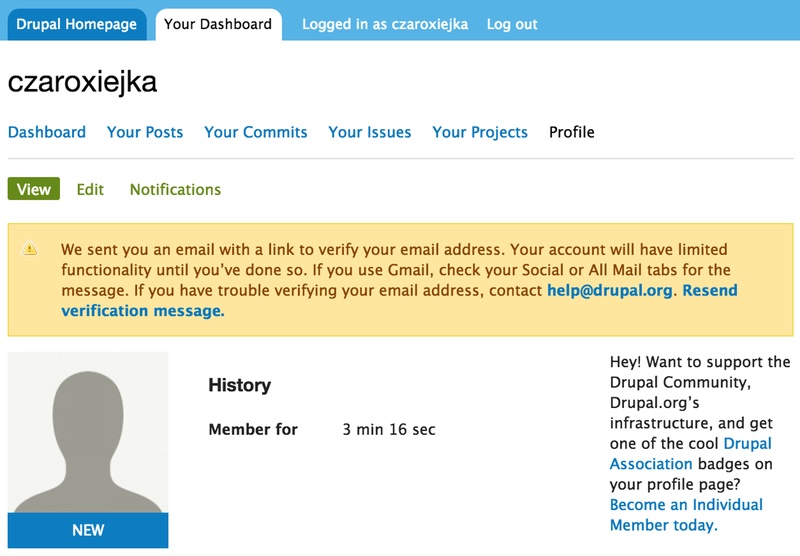 Drupal Homepage Your Dashboard Logged in as czaroxiejka Log out
czaroxiejka
Dashboard Your Posts Your Commits Your Issues Your Projects Profile
View Edit Notifications
We sent you an email with a link to verify your email address. Your account will have limited
functionality until you've done so. If you use Gmail, check your Social or All Mail tabs for the
message. If you have trouble verifying your email address, contact help@drupal.org. Resend
verification message.
NEW
History
Member for 3 min 16 sec
Hey! Want to support the
Drupal Community,
Drupal.org's
infrastructure, and get
one of the cool Drupal
Association badges on
your profile page?
Become an Individual
Member today.